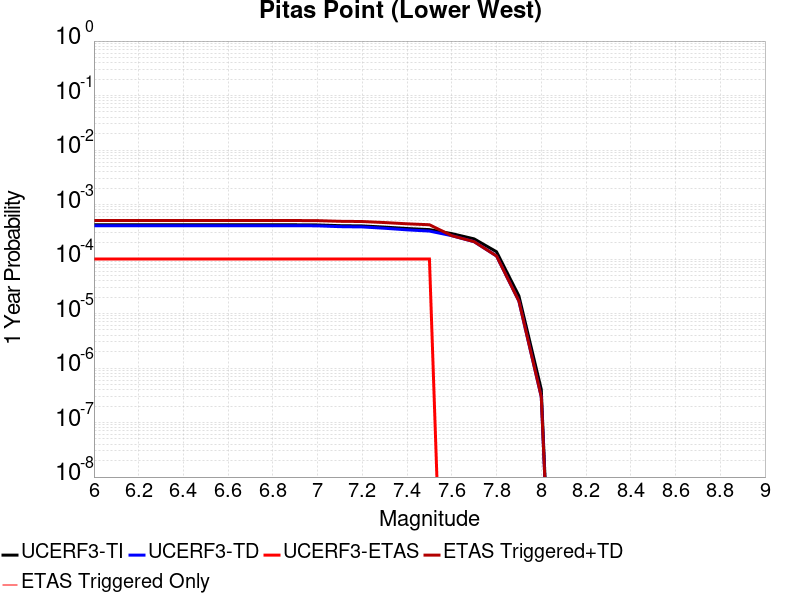 Pitas Point (Lower West)
10^0
10^-1
10^-2
10^-3
10^-4
10^-5
10^-6
10^-7
10^-8
1 Year Probability
6 6.2 6.4 6.6 6.8 7 7.2 7.4 7.6 7.8 8 8.2 8.4 8.6 8.8 9
Magnitude
UCERF3-TI UCERF3-TD UCERF3-ETAS ETAS Triggered+TD
ETAS Triggered Only